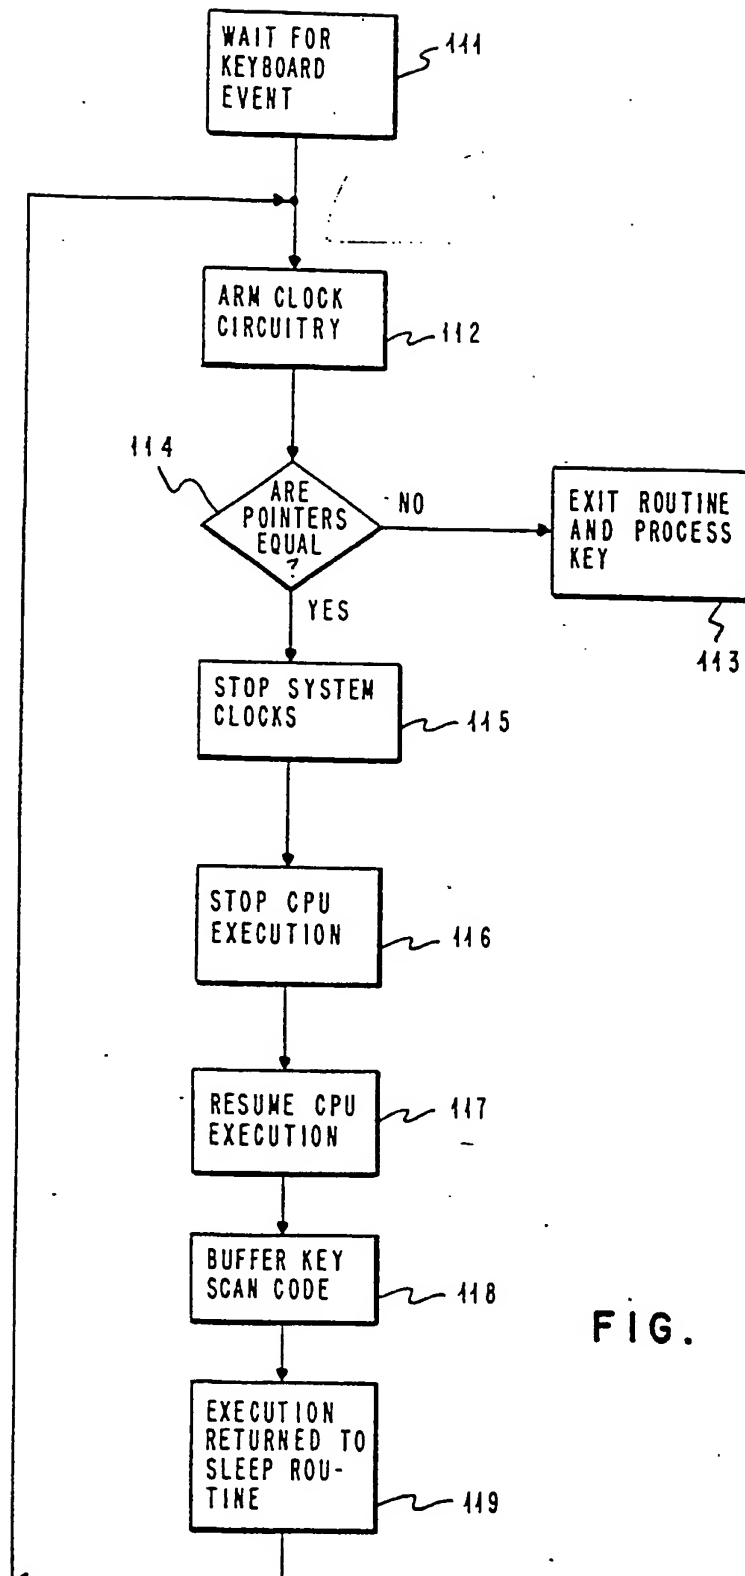 WAIT FOR
KEYBOARD
EVENT
111
ARM CLOCK
CIRCUITRY
112
114
ARE
POINTERS
EQUAL
?
NO
EXIT ROUTINE
AND PROCESS
KEY
113
YES
STOP SYSTEM
CLOCKS
115
STOP CPU
EXECUTION
116
RESUME CPU
EXECUTION
117
BUFFER KEY
SCAN CODE
118
FIG.
EXECUTION
RETURNED TO
SLEEP ROU-
TINE
119